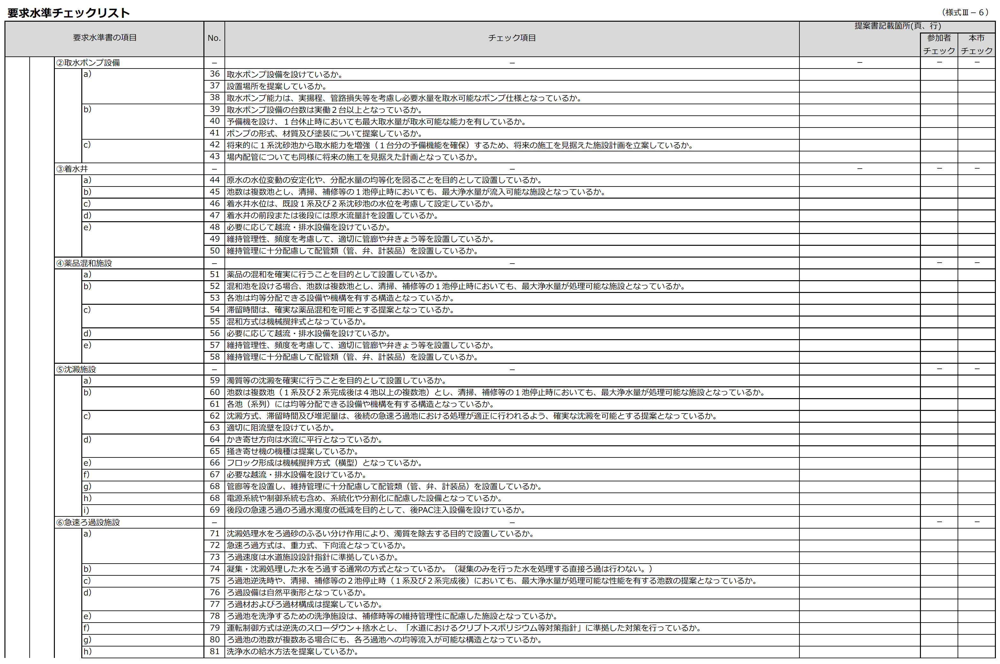 要求水準チェックリスト
（様式Ⅲ－６）
要求水準書の項目 No. チェック項目 提案書記載箇所(頁、行)
参加者チェック 本市チェック
②取水ポンプ設備 － － － － －
a） 36 取水ポンプ設備を設けているか。
37 設置場所を提案しているか。
38 取水ポンプ能力は、実揚程、管路損失等を考慮し必要水量を取水可能なポンプ仕様となっているか。
b） 39 取水ポンプ設備の台数は実働２台以上となっているか。
40 予備機を設け、１台休止時においても最大取水量が取水可能な能力を有しているか。
41 ポンプの形式、材質及び塗装について提案しているか。
c） 42 将来的に１系沈砂池から取水能力を増強（１台分の予備機能を確保）するため、将来の施工を見据えた施設計画を立案しているか。
43 場内配管についても同様に将来の施工を見据えた計画となっているか。
③着水井 － － － － －
a） 44 原水の水位変動の安定化や、分配水量の均等化を図ることを目的として設置しているか。
b） 45 池数は複数池とし、清掃、補修等の１池停止時においても、最大浄水量が流入可能な施設となっているか。
c） 46 着水井水位は、既設１系及び２系沈砂池の水位を考慮して設定しているか。
d） 47 着水井の前段または後段には原水流量計を設置しているか。
e） 48 必要に応じて越流・排水設備を設けているか。
49 維持管理性、頻度を考慮して、適切に管廊や弁きょう等を設置しているか。
50 維持管理に十分配慮して配管類（管、弁、計装品）を設置しているか。
④薬品混和施設 － － － －
a） 51 薬品の混和を確実に行うことを目的として設置しているか。
b） 52 混和池を設ける場合、池数は複数池とし、清掃、補修等の１池停止時においても、最大浄水量が処理可能な施設となっているか。
53 各池は均等分配できる設備や機構を有する構造となっているか。
c） 54 滞留時間は、確実な薬品混和を可能とする提案となっているか。
55 混和方式は機械攪拌式となっているか。
d） 56 必要に応じて越流・排水設備を設けているか。
e） 57 維持管理性、頻度を考慮して、適切に管廊や弁きょう等を設置しているか。
58 維持管理に十分配慮して配管類（管、弁、計装品）を設置しているか。
⑤沈澱施設 － － － －
a） 59 濁質等の沈澱を確実に行うことを目的として設置しているか。
b） 60 池数は複数池（１系及び２系完成後は４池以上の複数池）とし、清掃、補修等の１池停止時においても、最大浄水量が処理可能な施設となっているか。
61 各池（系列）には均等分配できる設備や機構を有する構造となっているか。
c） 62 沈澱方式、滞留時間及び堆泥量は、後続の急速ろ過池における処理が適正に行われるよう、確実な沈澱を可能とする提案となっているか。
63 適切に阻流壁を設けているか。
d） 64 かき寄せ方向は水流に平行となっているか。
65 掻き寄せ機の機種は提案しているか。
e） 66 フロック形成は機械攪拌方式（横型）となっているか。
f） 67 必要な越流・排水設備を設けているか。
g） 68 管廊等を設置し、維持管理に十分配慮して配管類（管、弁、計装品）を設置しているか。
h） 68 電源系統や制御系統も含め、系統化や分割化に配慮した設備となっているか。
i） 69 後段の急速ろ過のろ過水濁度の低減を目的として、後PAC注入設備を設けているか。
⑥急速ろ過設施設 － － － －
a） 71 沈澱処理水をろ過砂のふるい分け作用により、濁質を除去する目的で設置しているか。
72 急速ろ過方式は、重力式、下向流となっているか。
73 ろ過速度は水道施設設計指針に準拠しているか。
b） 74 凝集・沈澱処理した水をろ過する通常の方式となっているか。（凝集のみを行った水を処理する直接ろ過は行わない。）
c） 75 ろ過池逆洗時や、清掃、補修等の２池停止時（１系及び２系完成後）においても、最大浄水量が処理可能な性能を有する池数の提案となっているか。
d） 76 ろ過設備は自然平衡形となっているか。
77 ろ過材およびろ過材構成は提案しているか。
e） 78 ろ過池を洗浄するための洗浄施設は、補修時等の維持管理性に配慮した施設となっているか。
f） 79 運転制御方式は逆洗のスローダウン＋捨水とし、「水道におけるクリプトスポリジウム等対策指針」に準拠した対策を行っているか。
g） 80 ろ過池の池数が複数ある場合にも、各ろ過池への均等流入が可能な構造となっているか。
h） 81 洗浄水の給水方法を提案しているか。